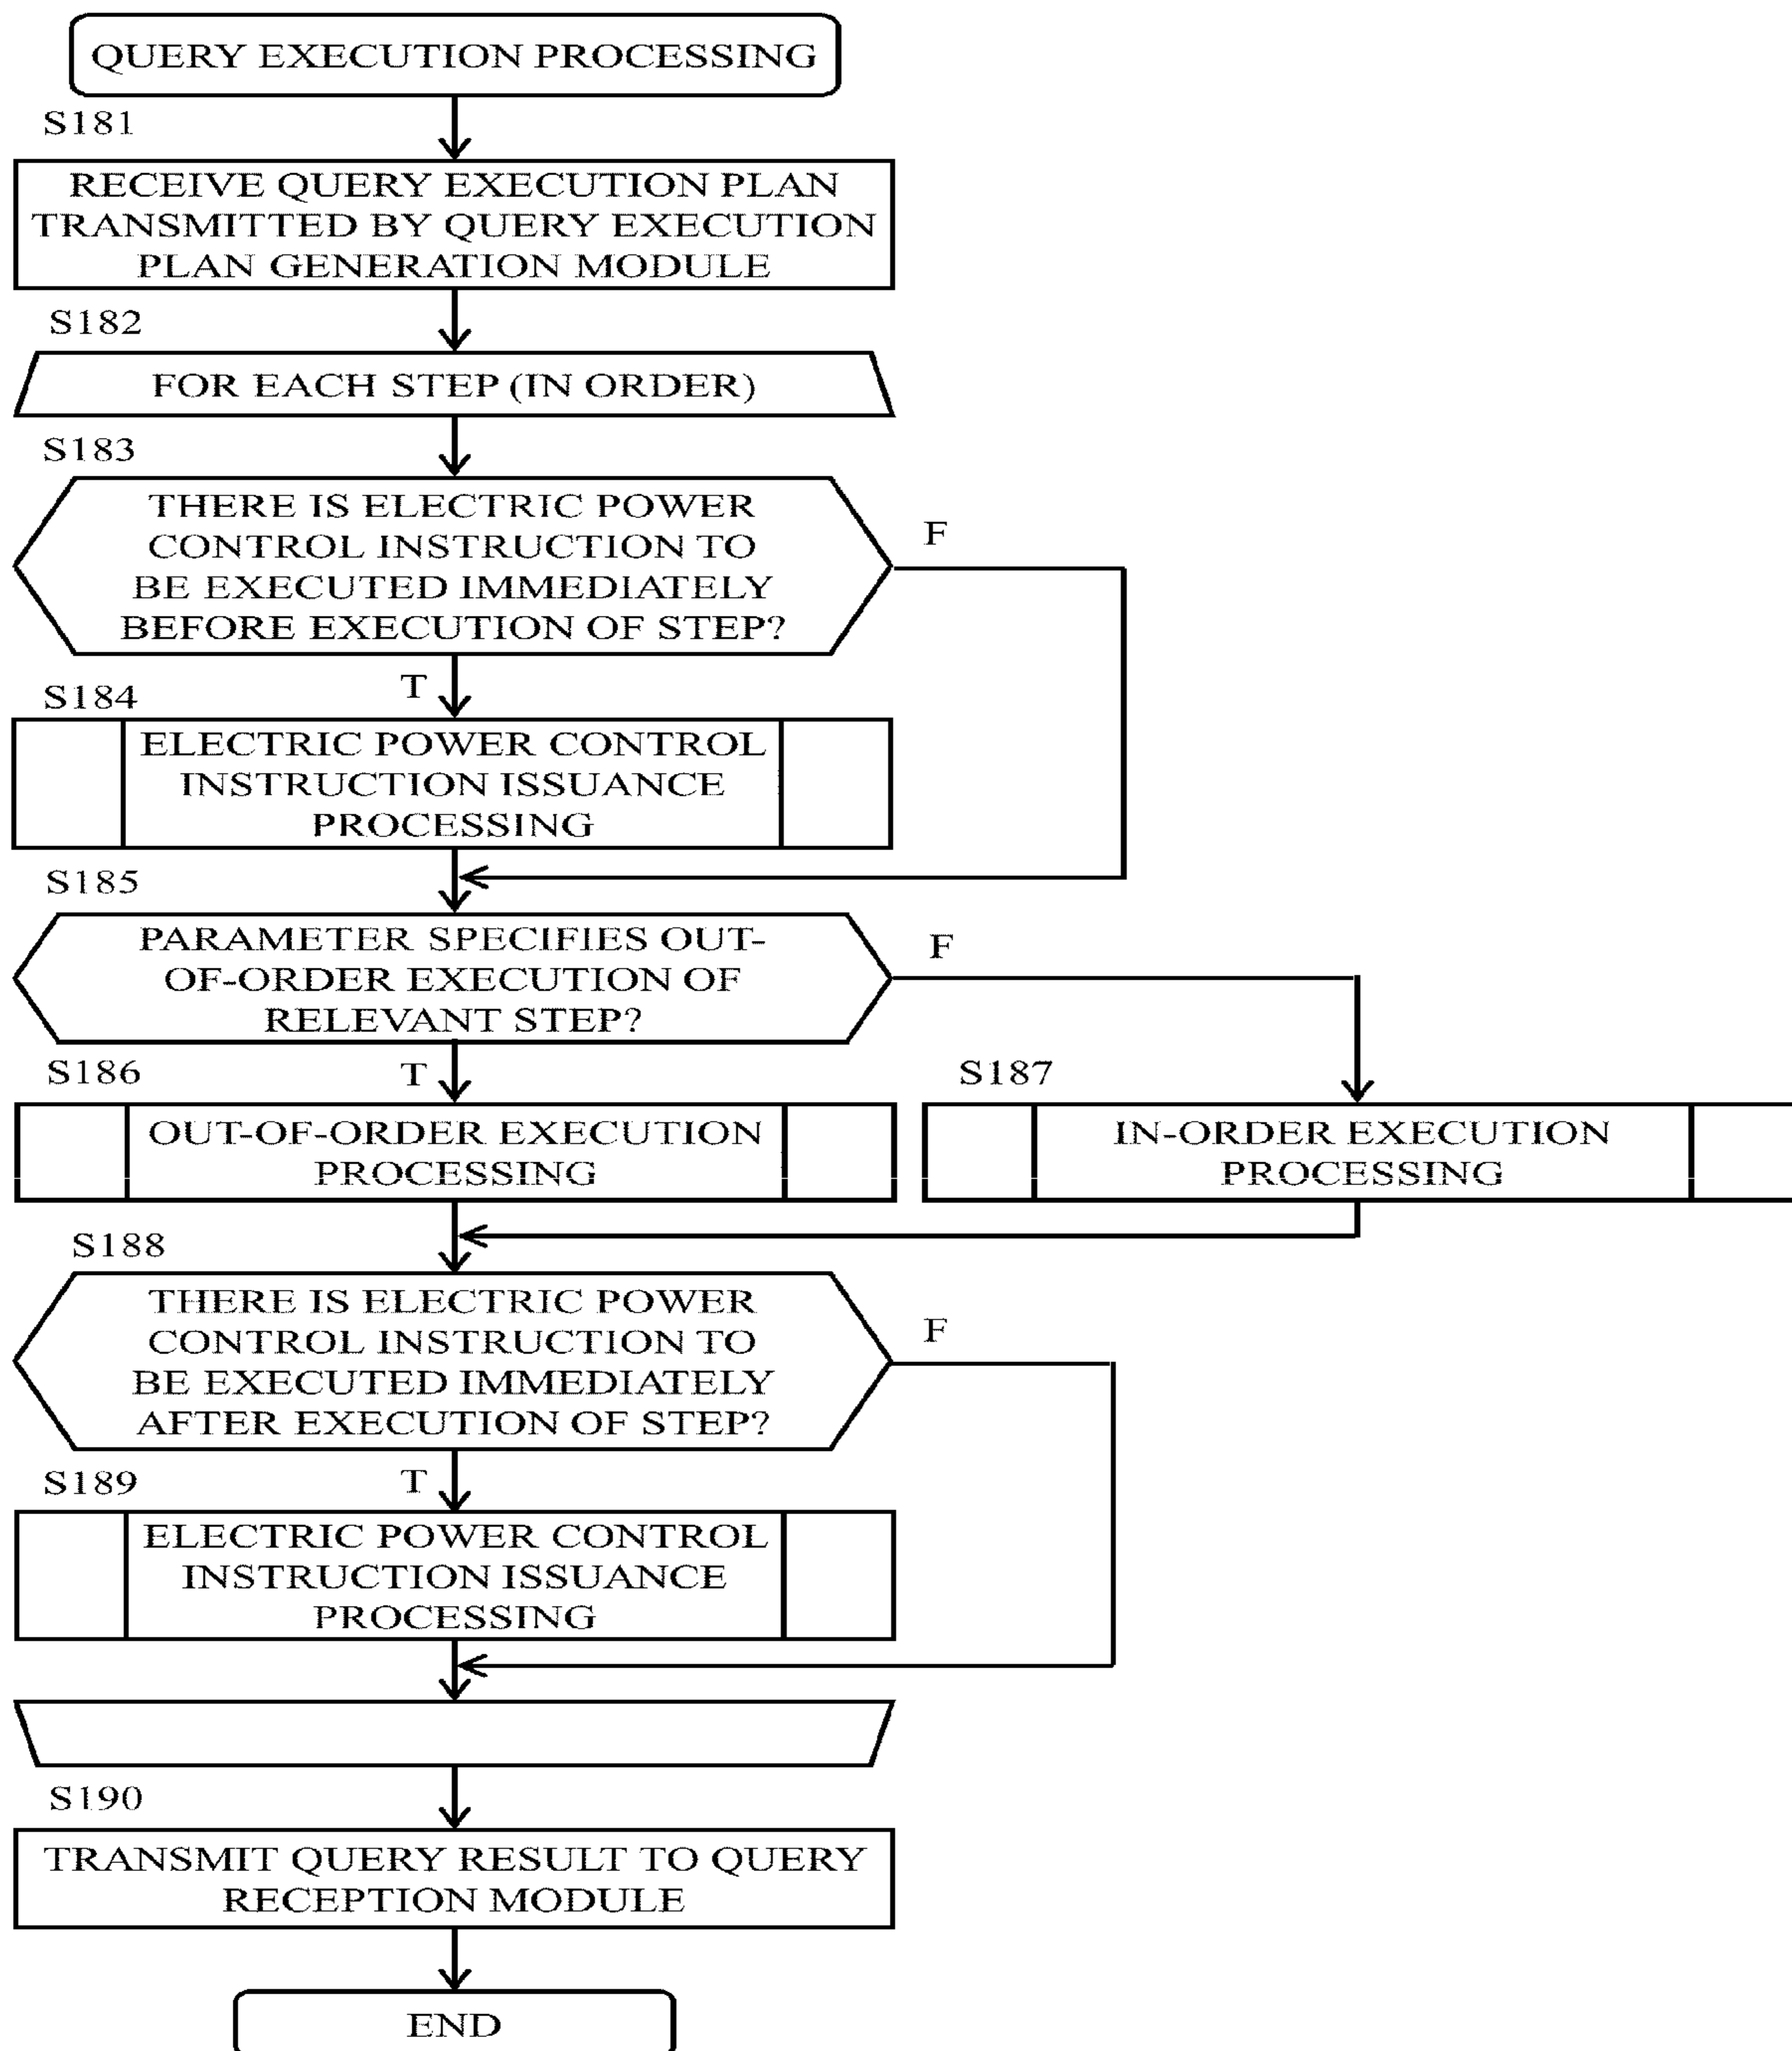 QUERY EXECUTION PROCESSING
S181
RECEIVE QUERY EXECUTION PLAN
TRANSMITTED BY QUERY EXECUTION
PLAN GENERATION MODULE
S182
FOR EACH STEP (IN ORDER)
S183
THERE IS ELECTRIC POWER
CONTROL INSTRUCTION TO
BE EXECUTED IMMEDIATELY
BEFORE EXECUTION OF STEP?
F
T
S184
ELECTRIC POWER CONTROL
INSTRUCTION ISSUANCE
PROCESSING
S185
PARAMETER SPECIFIES OUT-
OF-ORDER EXECUTION OF
RELEVANT STEP?
F
T
S186
OUT-OF-ORDER EXECUTION
PROCESSING
S187
IN-ORDER EXECUTION
PROCESSING
S188
THERE IS ELECTRIC POWER
CONTROL INSTRUCTION TO
BE EXECUTED IMMEDIATELY
AFTER EXECUTION OF STEP?
F
T
S189
ELECTRIC POWER CONTROL
INSTRUCTION ISSUANCE
PROCESSING
S190
TRANSMIT QUERY RESULT TO QUERY
RECEPTION MODULE
END